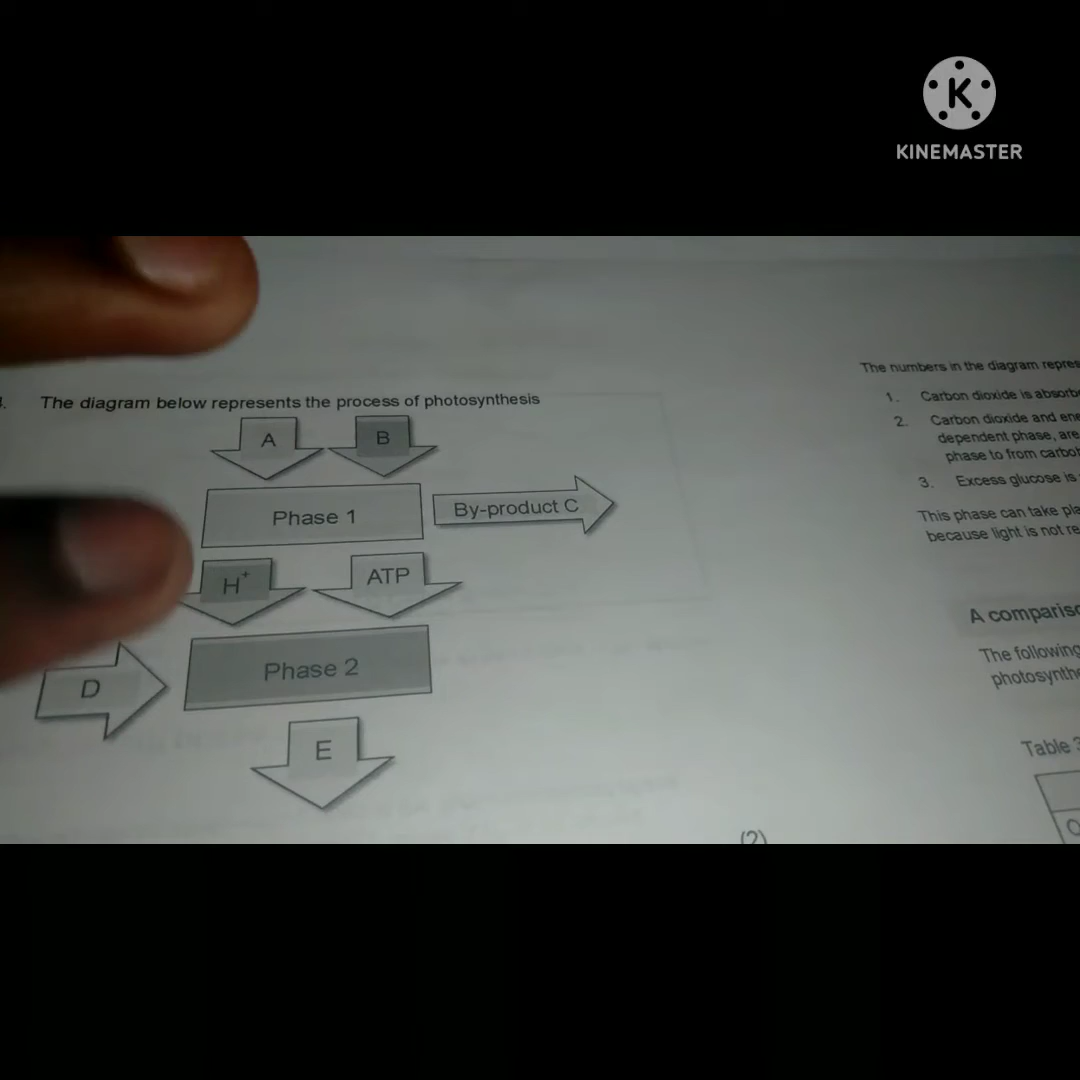 K
KINEMASTER
The diagram below represents the process of photosynthesis
A
B
Phase 1
By-product C
H⁺
ATP
Phase 2
D
E
(2)
The numbers in the diagram
1. Carbon dioxide is
2. Carbon dioxide and
dependent phase, are
phase to from
3. Excess glucose is
This phase can take
because light is not
A
The following
Table